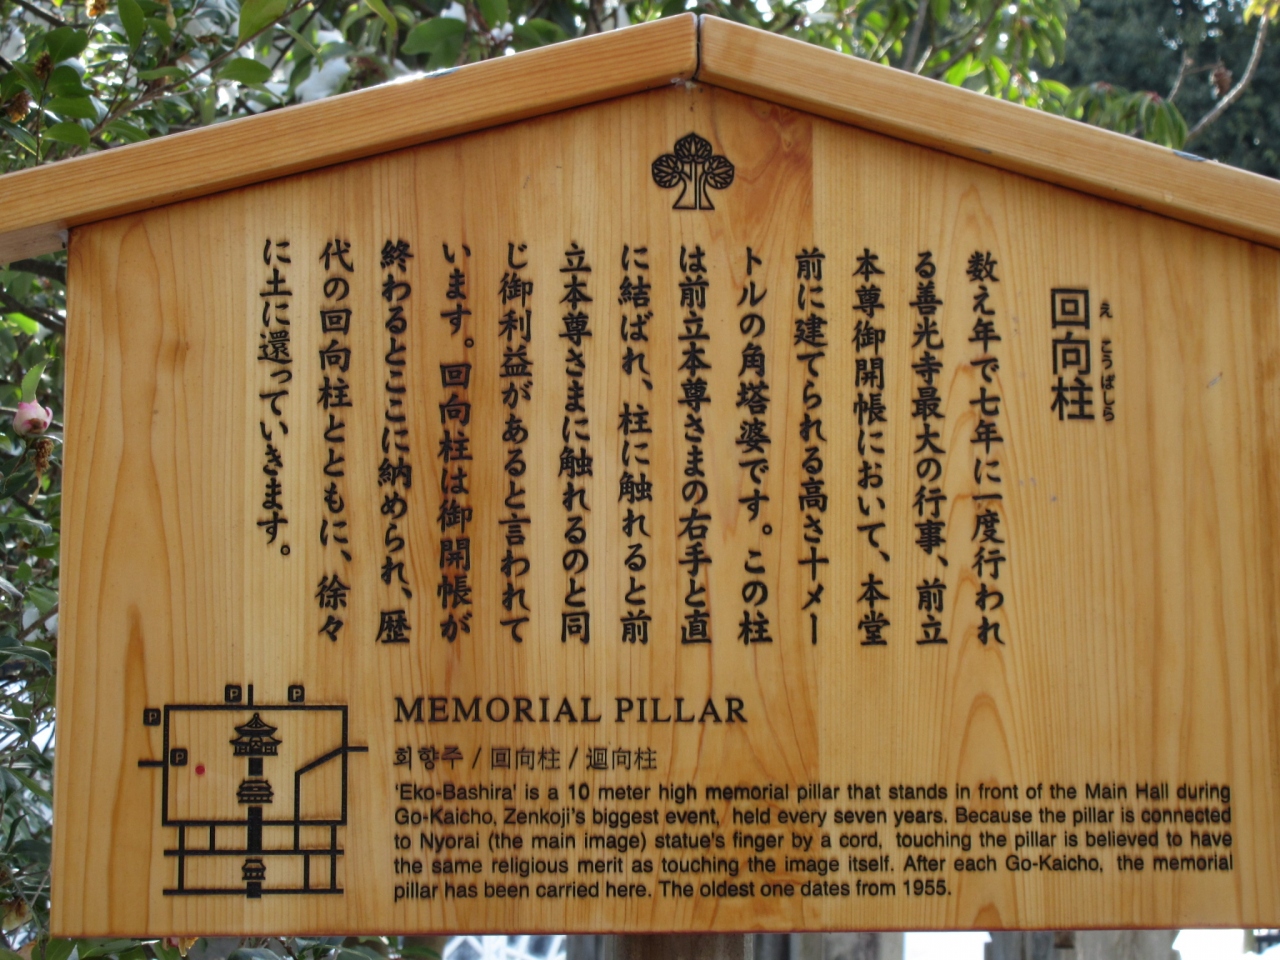 回向柱
え こうばしら
数え年で七年に一度行われ
る善光寺最大の行事、前立
本尊御開帳において、本堂
前に建てられる高さ十メー
トルの角塔婆です。この柱
は前立本尊さまの右手と直
に結ばれ、柱に触れると前
立本尊さまに触れるのと同
じ御利益があると言われて
います。回向柱は御開帳が
終わるとここに納められ、歴
代の回向柱とともに、徐々
に土に還っていきます。
P
P
P
P
MEMORIAL PILLAR
회향주 / 回向柱 / 迴向柱
'Eko-Bashira' is a 10 meter high memorial pillar that stands in front of the Main Hall during
Go-Kaicho, Zenkoji's biggest event, held every seven years. Because the pillar is connected
to Nyorai (the main image) statue's finger by a cord, touching the pillar is believed to have
the same religious merit as touching the image itself. After each Go-Kaicho, the memorial
pillar has been carried here. The oldest one dates from 1955.